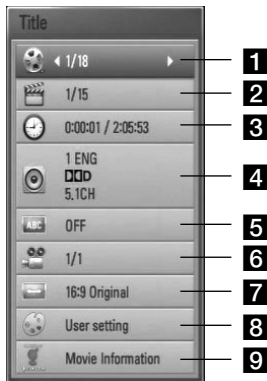 Title
1/18 1
1/15 2
0:00:01 / 2:05:53 3
1 ENG
DD D
5.1CH 4
ABC OFF 5
1/1 6
16:9 Original 7
User setting 8
Movie Information 9